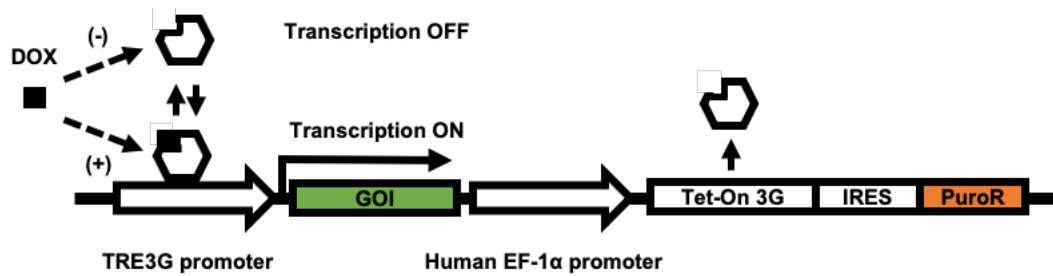 (-)
Transcription OFF
DOX
Transcription ON
(+)
GOI
Tet-On 3G
IRES
PuroR
TRE3G promoter
Human EF-1α promoter